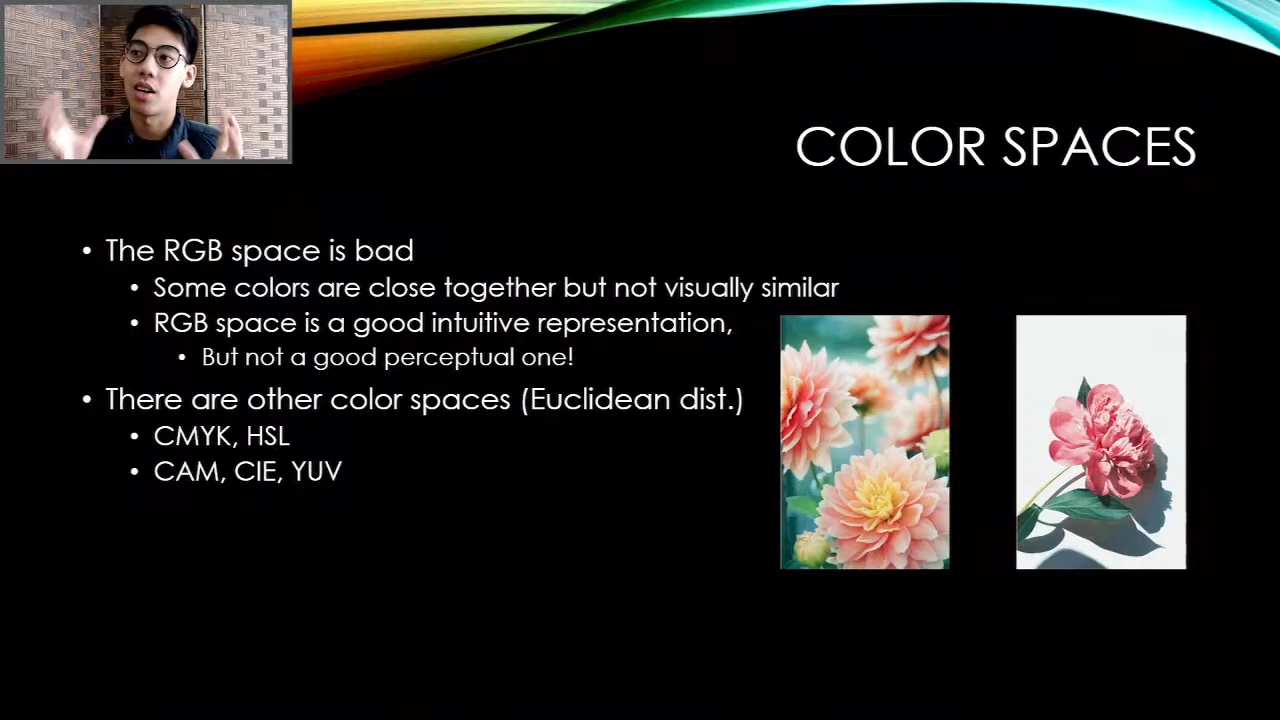 COLOR SPACES
• The RGB space is bad
• Some colors are close together but not visually similar
• RGB space is a good intuitive representation,
• But not a good perceptual one!
• There are other color spaces (Euclidean dist.)
• CMYK, HSL
• CAM, CIE, YUV